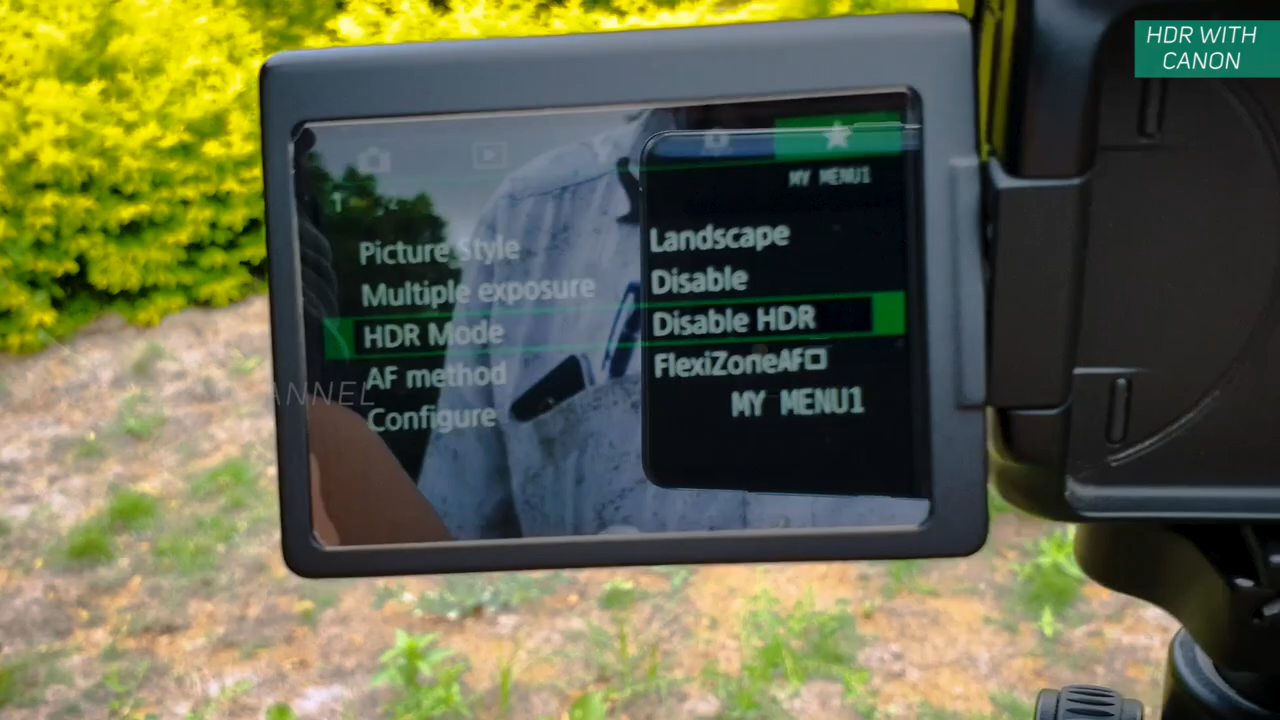 HDR WITH
CANON
MY MENU1
Picture Style Landscape
Multiple exposure Disable
HDR Mode Disable HDR
AF method FlexiZoneAF
Configure MY MENU1
ANNEL